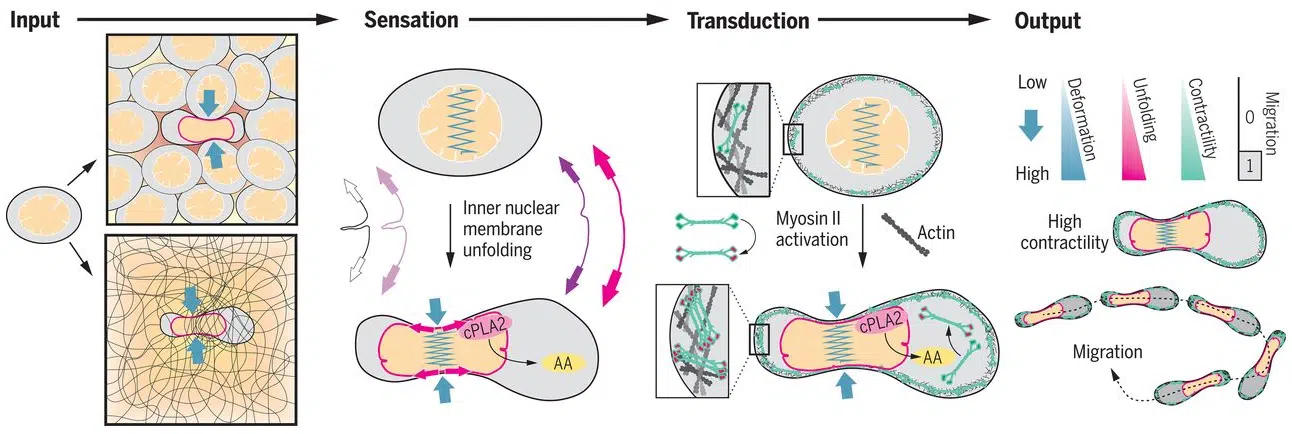 Input
Sensation
Transduction
Output
Inner nuclear
membrane
unfolding
cPLA2
AA
Myosin II
activation
Actin
cPLA2
AA
Low
High
Deformation
Unfolding
Contractility
0
1
Migration
High
contractility
Migration